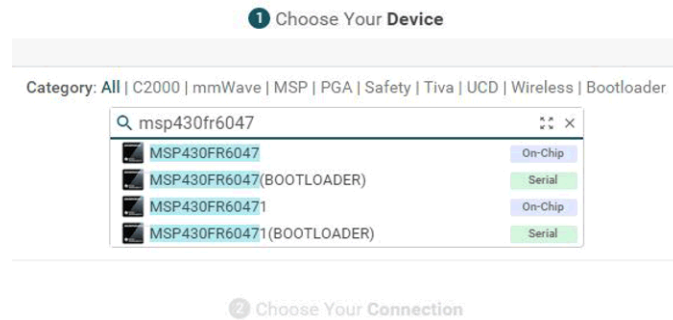 1 Choose Your Device
Category: All | C2000 | mmWave | MSP | PGA | Safety | Tiva | UCD | Wireless | Bootloader
msp430fr6047
MSP430FR6047 On-Chip
MSP430FR6047(BOOTLOADER) Serial
MSP430FR60471 On-Chip
MSP430FR60471(BOOTLOADER) Serial
2 Choose Your Connection